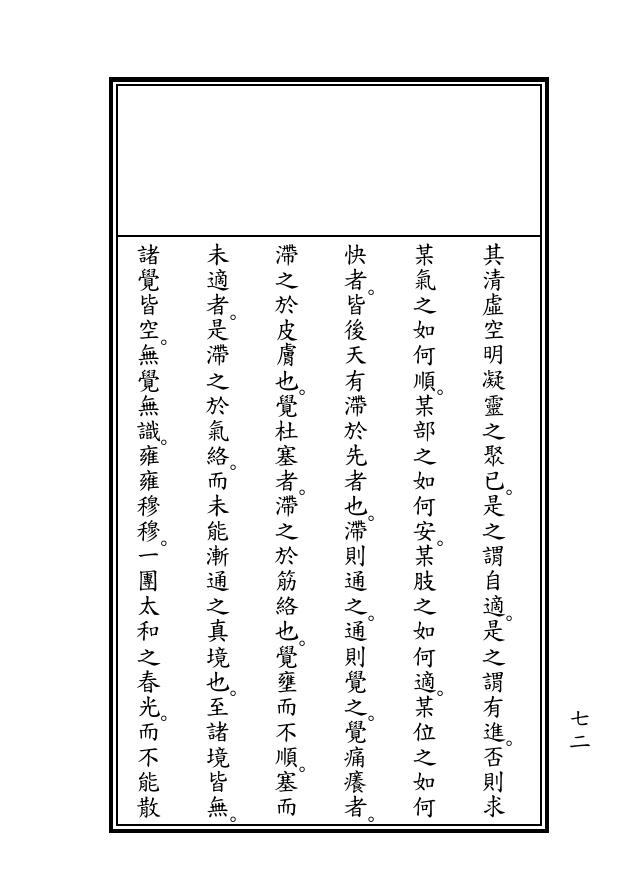 其清虛空明凝靈之聚已。是之謂自適。是之謂有進。否則求
某氣之如何順。某部之如何安。某肢之如何適。某位之如何
快者。皆後天有滯於先者也。滯則通之。通則覺之。覺痛癢者。
滯之於皮膚也。覺杜塞者。滯之於筋絡也。覺壅而不順。塞而
未適者。是滯之於氣絡。而未能漸通之真境也。至諸境皆無。
諸覺皆空。無覺無識。雍雍穆穆。一團太和之春光。而不能散
七二